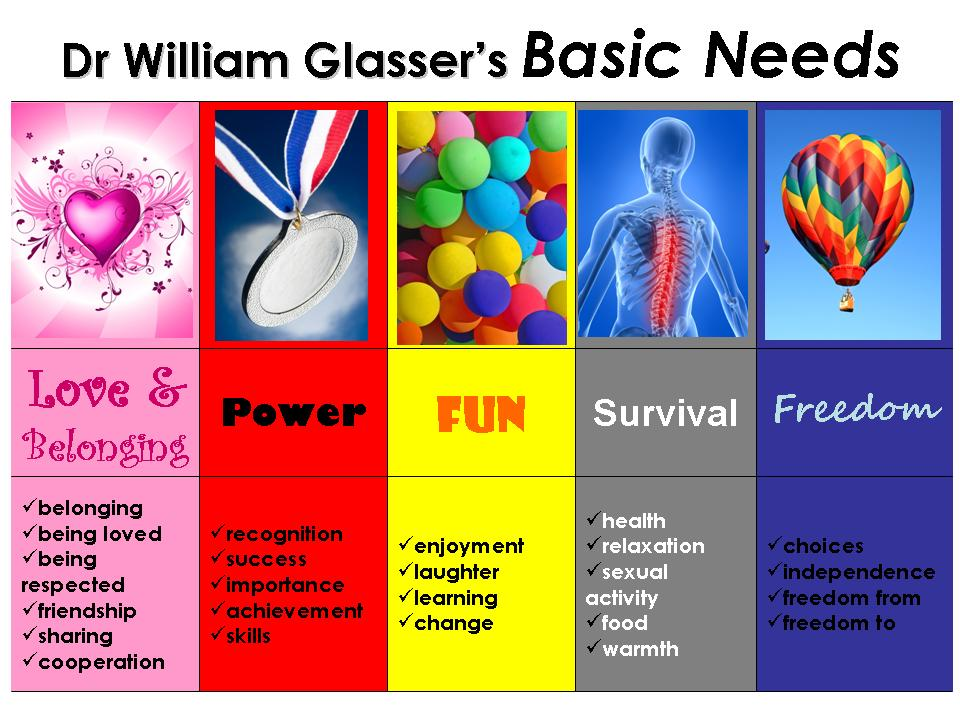 Dr William Glasser's Basic Needs
Love &
Belonging
Power
FUN
Survival
Freedom
✓belonging
✓being loved
✓being
respected
✓friendship
✓sharing
✓cooperation
✓recognition
✓success
✓importance
✓achievement
✓skills
✓enjoyment
✓laughter
✓learning
✓change
✓health
✓relaxation
✓sexual
activity
✓food
✓warmth
✓choices
✓independence
✓freedom from
✓freedom to